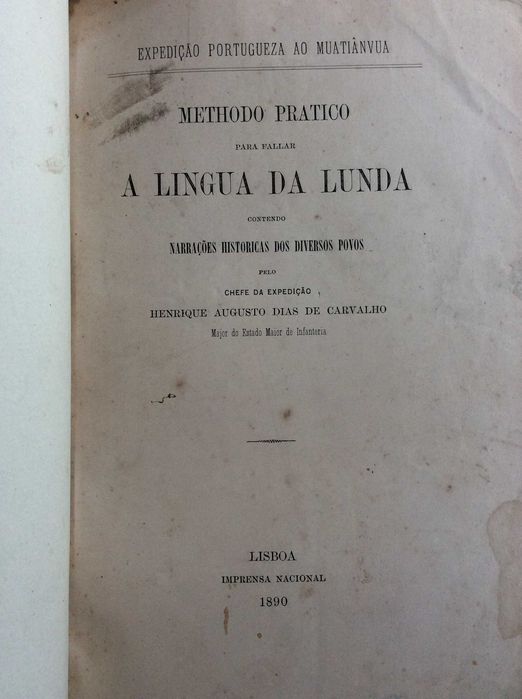 EXPEDIÇÃO PORTUGUEZA AO MUATIÂNVUA
METHODO PRATICO
PARA FALLAR
A LINGUA DA LUNDA
CONTENDO
NARRAÇÕES HISTORICAS DOS DIVERSOS POVOS
PELO
CHEFE DA EXPEDIÇÃO
HENRIQUE AUGUSTO DIAS DE CARVALHO
Major do Estado Maior de Infanteria
LISBOA
IMPRENSA NACIONAL
1890